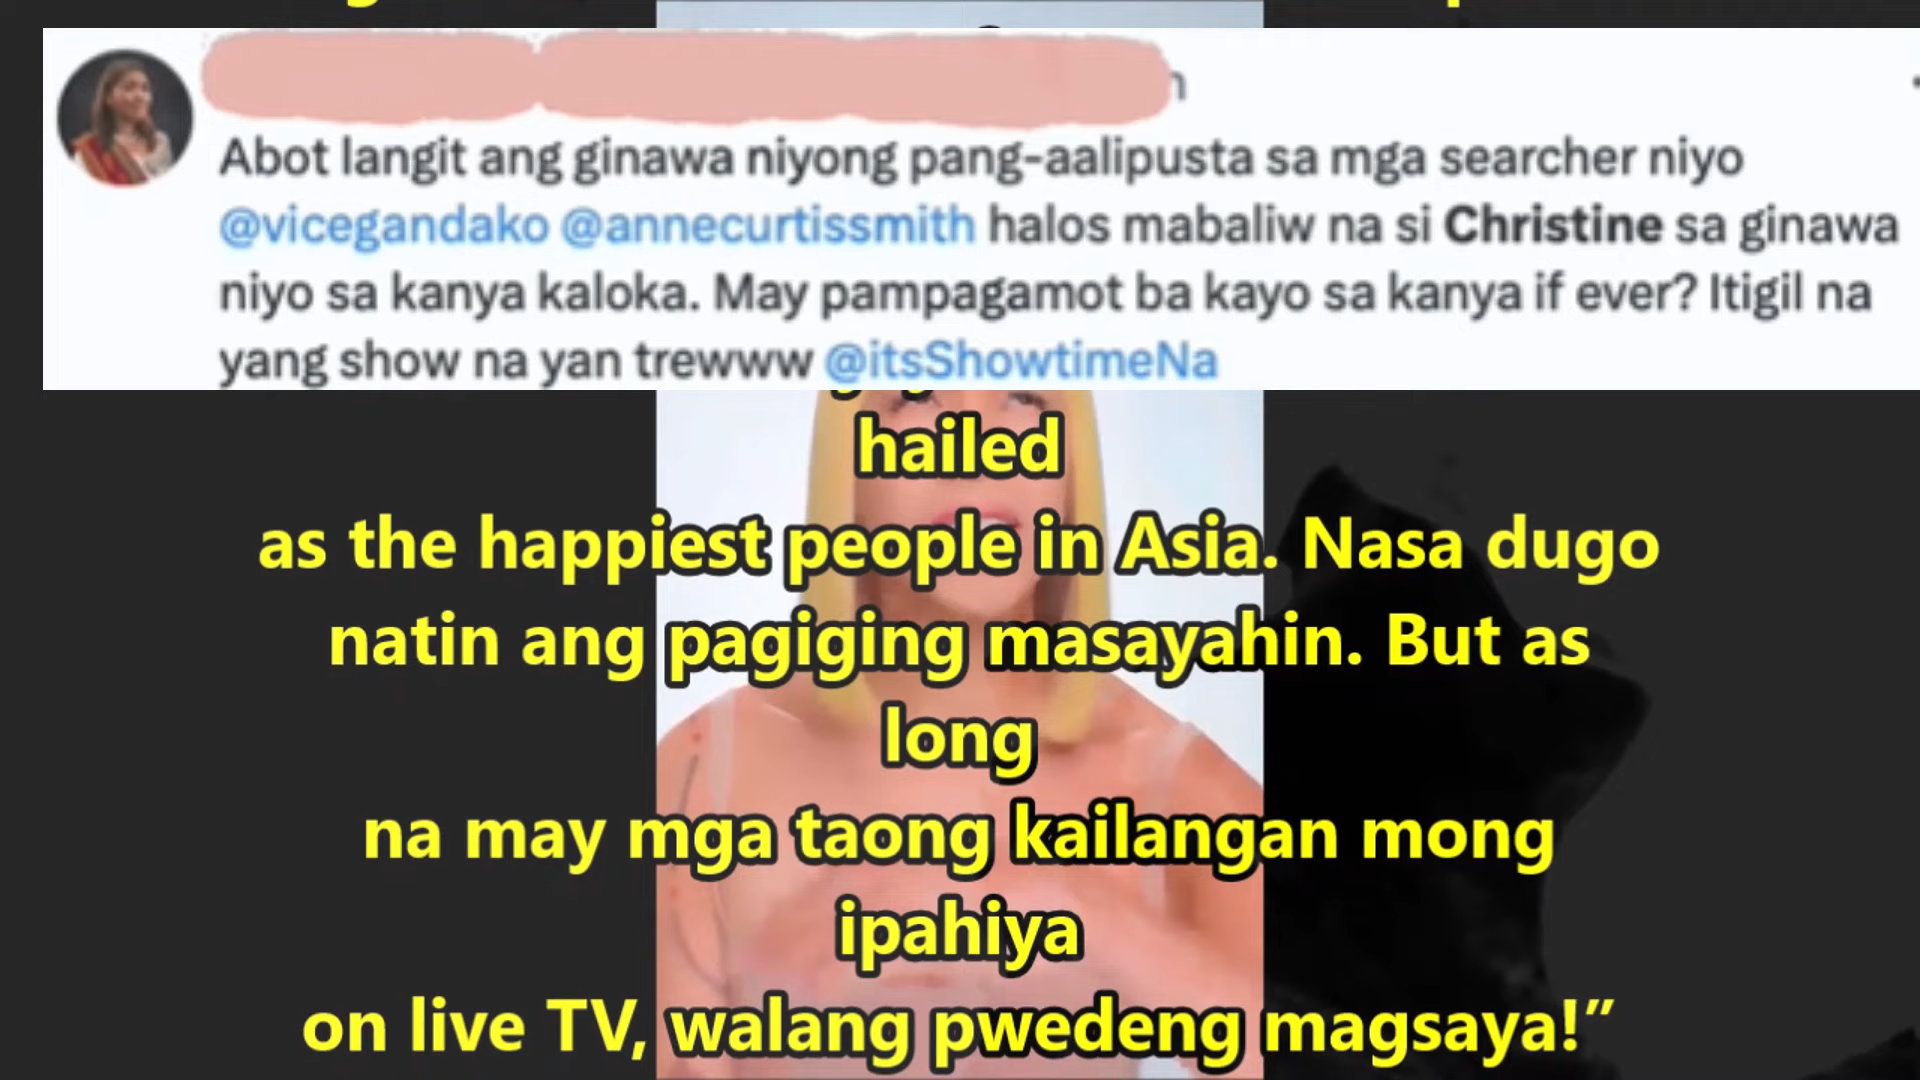 Abot langit ang ginawa niyong pang-aalipusta sa mga searcher niyo
@vicegandako @annecurtissmith halos mabaliw na si Christine sa ginawa
niyo sa kanya kaloka. May pampagamot ba kayo sa kanya if ever? Itigil na
yang show na yan trewww @itsShowtimeNa
hailed
as the happiest people in Asia. Nasa dugo
natin ang pagiging masayahin. But as
long
na may mga taong kailangan mong
ipahiya
on live TV, walang pwedeng magsaya!”